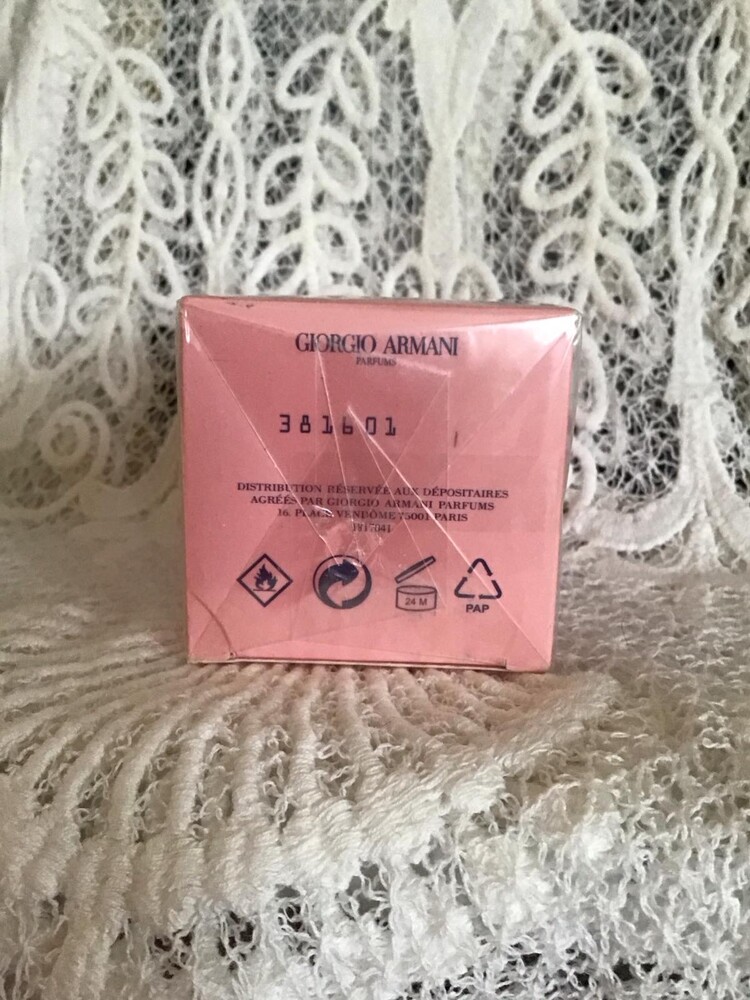 GIORGIO ARMANI
PARFUMS
381601
DISTRIBUTION RÉSERVÉE AUX DÉPOSITAIRES
AGRÉÉS PAR GIORGIO ARMANI PARFUMS
16, PLACE VENDÔME 75001 PARIS
24 M
PAP